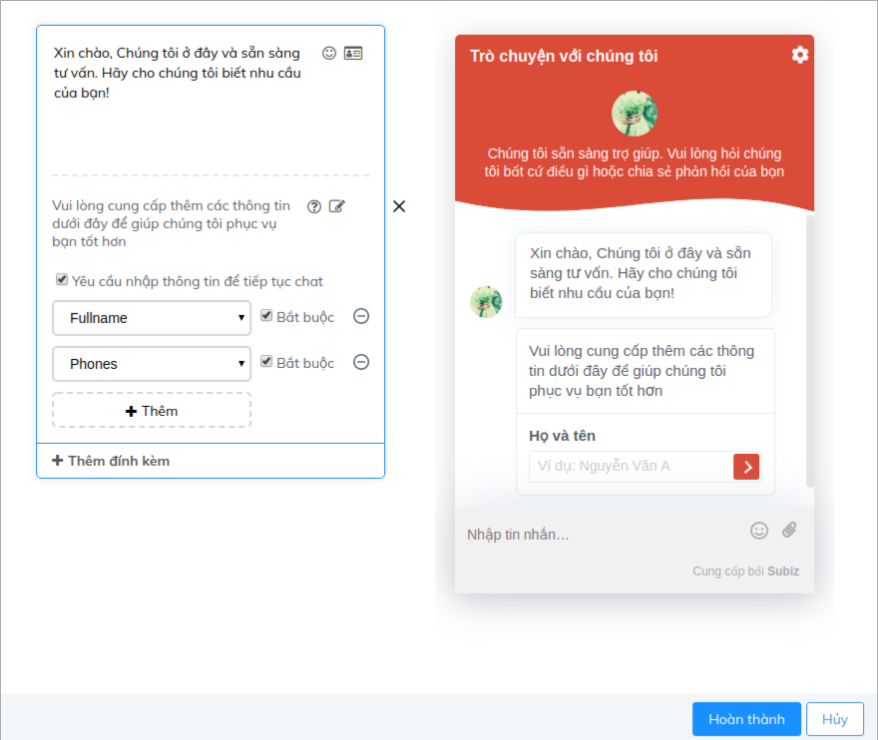 Xin chào, Chúng tôi ở đây và sẵn sàng
tư vấn. Hãy cho chúng tôi biết nhu cầu
của bạn!
Vui lòng cung cấp thêm các thông tin
dưới đây để giúp chúng tôi phục vụ
bạn tốt hơn
Yêu cầu nhập thông tin để tiếp tục chat
Fullname
Bắt buộc
Phones
Bắt buộc
Thêm
Thêm đính kèm
Trò chuyện với chúng tôi
Chúng tôi sẵn sàng trợ giúp. Vui lòng hỏi chúng
tôi bất cứ điều gì hoặc chia sẻ phản hồi của bạn
Xin chào, Chúng tôi ở đây và sẵn
sàng tư vấn. Hãy cho chúng tôi
biết nhu cầu của bạn!
Vui lòng cung cấp thêm các thông
tin dưới đây để giúp chúng tôi
phục vụ bạn tốt hơn
Họ và tên
Ví dụ: Nguyễn Văn A
Nhập tin nhắn...
Cung cấp bởi Subiz
Hoàn thành
Hủy